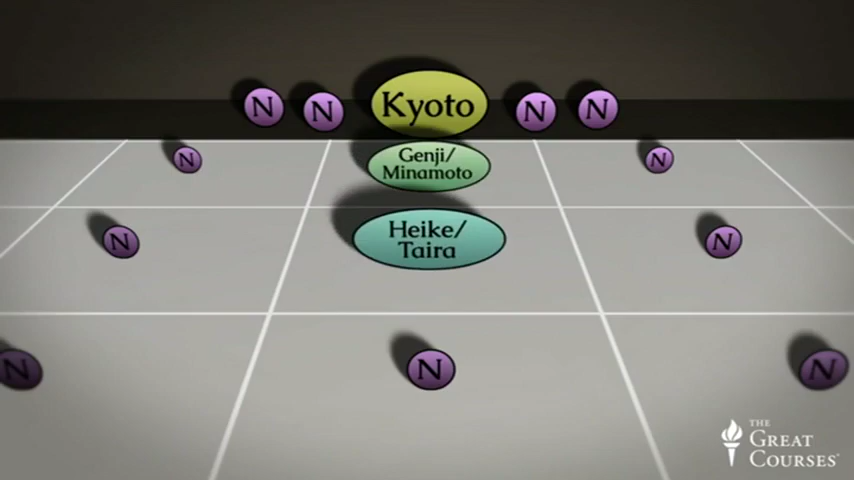 N N Kyoto N N
N Genji/ N
Minamoto
N Heike/ N
Taira
N N N
THE
GREAT
COURSES